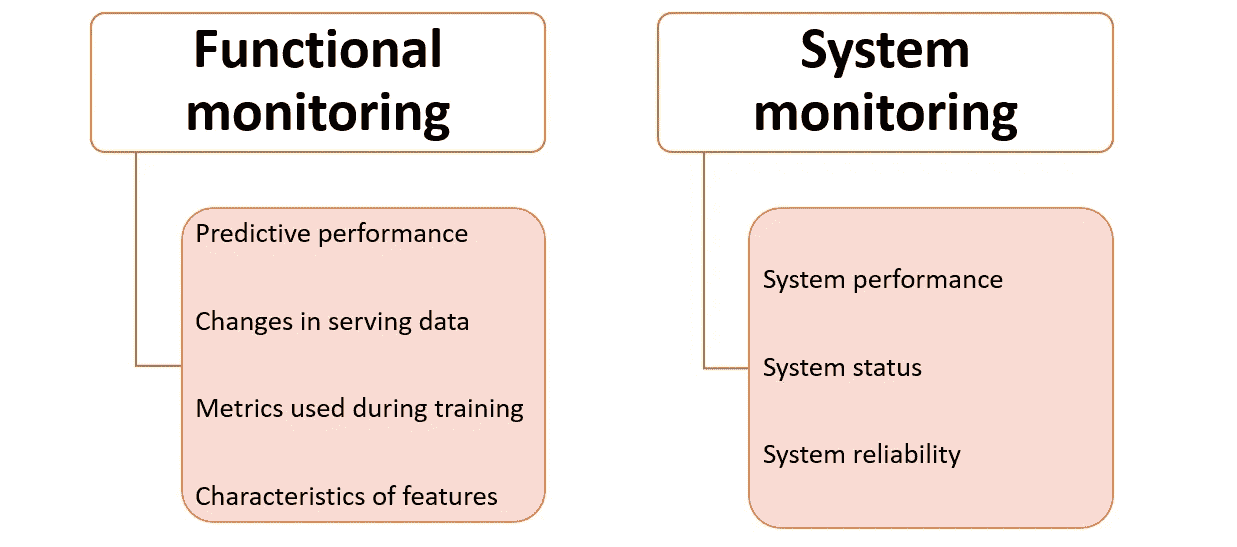 Functional
monitoring
Predictive performance
Changes in serving data
Metrics used during training
Characteristics of features
System
monitoring
System performance
System status
System reliability